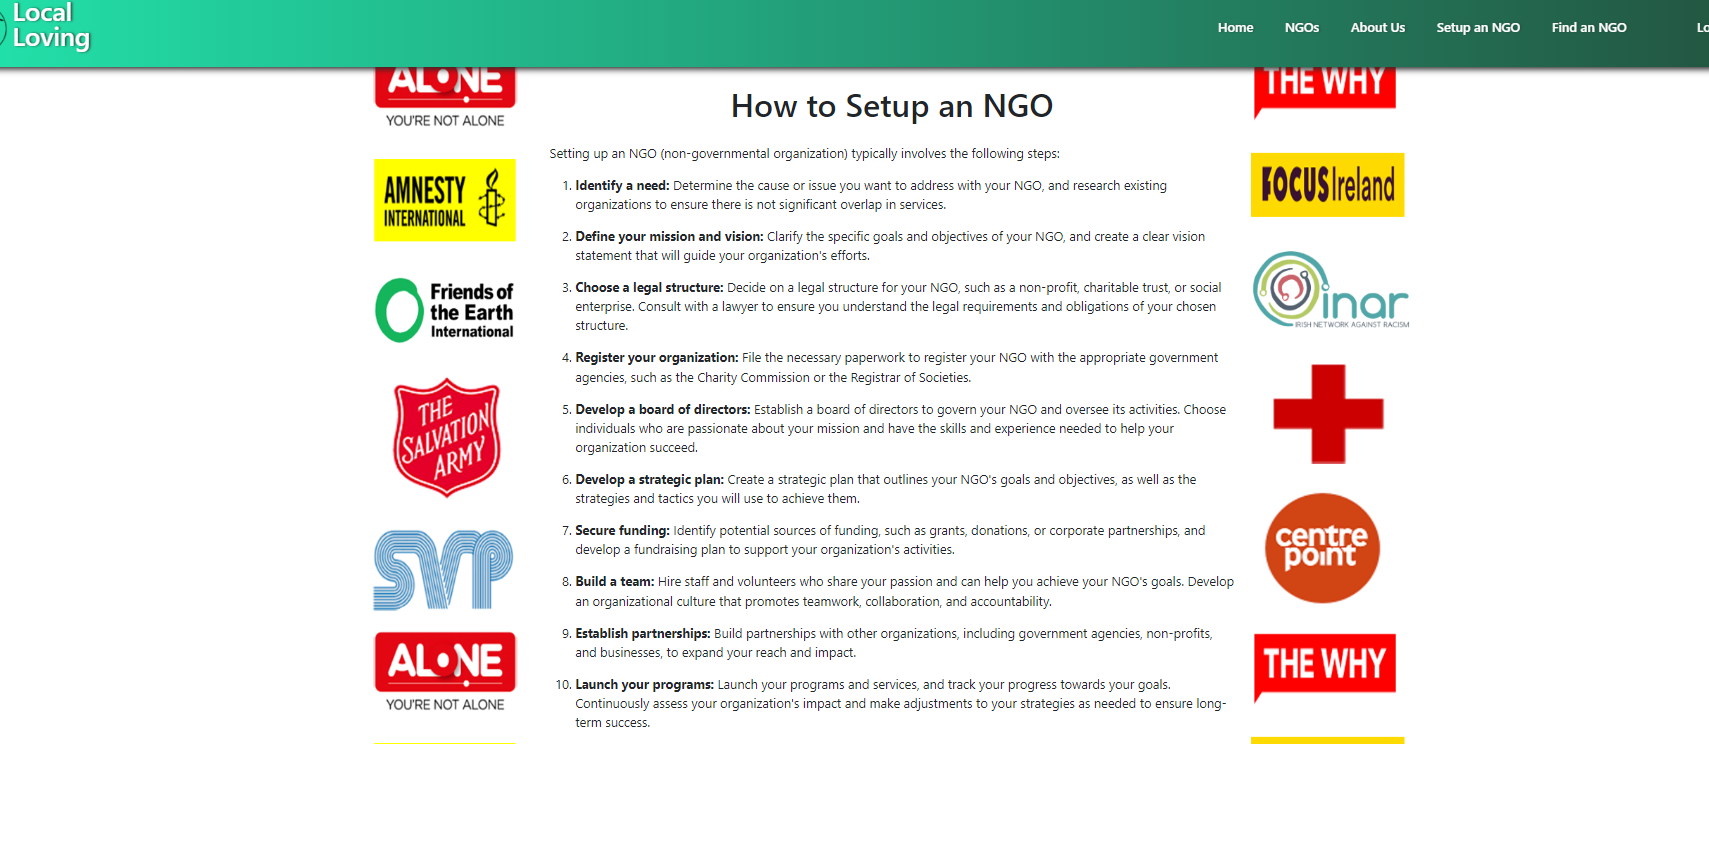 Local
Loving
Home NGOs About Us Setup an NGO Find an NGO
ALONE
YOU'RE NOT ALONE
AMNESTY
INTERNATIONAL
Friends of
the Earth
International
THE
SALVATION
ARMY
SVP
ALONE
YOU'RE NOT ALONE
How to Setup an NGO
Setting up an NGO (non-governmental organization) typically involves the following steps:
1. Identify a need: Determine the cause or issue you want to address with your NGO, and research existing
organizations to ensure there is not significant overlap in services.
2. Define your mission and vision: Clarify the specific goals and objectives of your NGO, and create a clear vision
statement that will guide your organization's efforts.
3. Choose a legal structure: Decide on a legal structure for your NGO, such as a non-profit, charitable trust, or social
enterprise. Consult with a lawyer to ensure you understand the legal requirements and obligations of your chosen
structure.
4. Register your organization: File the necessary paperwork to register your NGO with the appropriate government
agencies, such as the Charity Commission or the Registrar of Societies.
5. Develop a board of directors: Establish a board of directors to govern your NGO and oversee its activities. Choose
individuals who are passionate about your mission and have the skills and experience needed to help your
organization succeed.
6. Develop a strategic plan: Create a strategic plan that outlines your NGO's goals and objectives, as well as the
strategies and tactics you will use to achieve them.
7. Secure funding: Identify potential sources of funding, such as grants, donations, or corporate partnerships, and
develop a fundraising plan to support your organization's activities.
8. Build a team: Hire staff and volunteers who share your passion and can help you achieve your NGO's goals. Develop
an organizational culture that promotes teamwork, collaboration, and accountability.
9. Establish partnerships: Build partnerships with other organizations, including government agencies, non-profits,
and businesses, to expand your reach and impact.
10. Launch your programs: Launch your programs and services, and track your progress towards your goals.
Continuously assess your organization's impact and make adjustments to your strategies as needed to ensure long-
term success.
THE WHY
FOCUS Ireland
inar
IRISH NETWORK AGAINST RACISM
centre
point
THE WHY